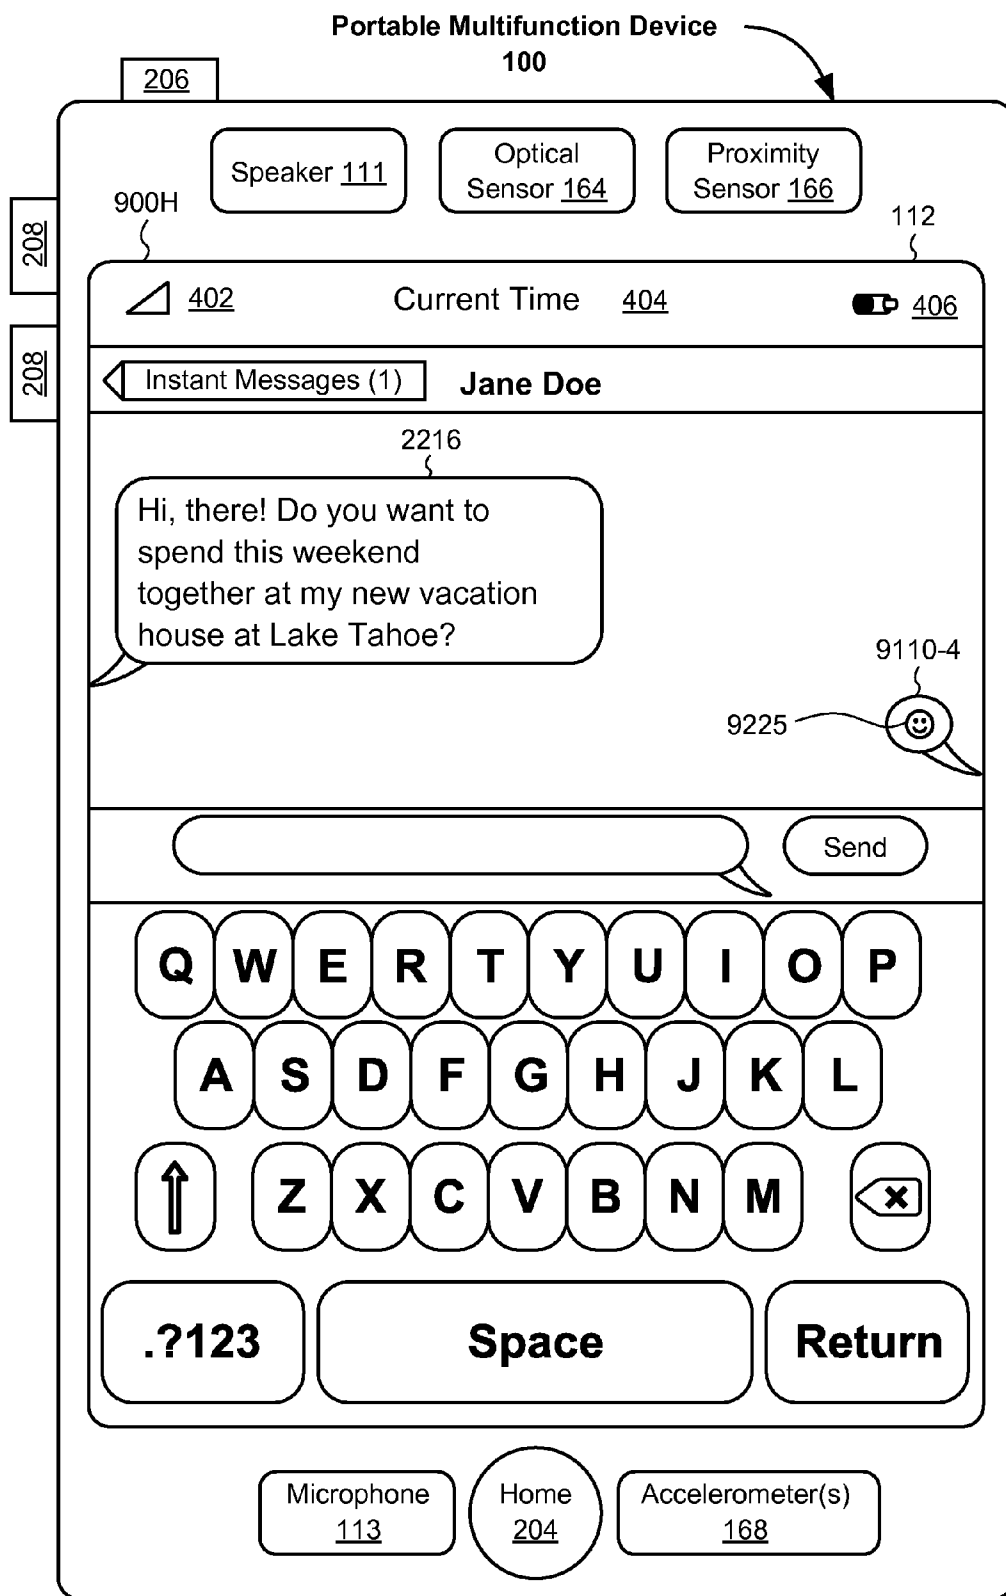 Portable Multifunction Device
100
206
Speaker 111
Optical
Sensor 164
Proximity
Sensor 166
900H
112
208
208
402
Current Time 404
406
Instant Messages (1)
Jane Doe
2216
Hi, there! Do you want to
spend this weekend
together at my new vacation
house at Lake Tahoe?
9110-4
9225
Send
Q W E R T Y U I O P
A S D F G H J K L
Z X C V B N M
.?123
Space
Return
Microphone
113
Home
204
Accelerometer(s)
168